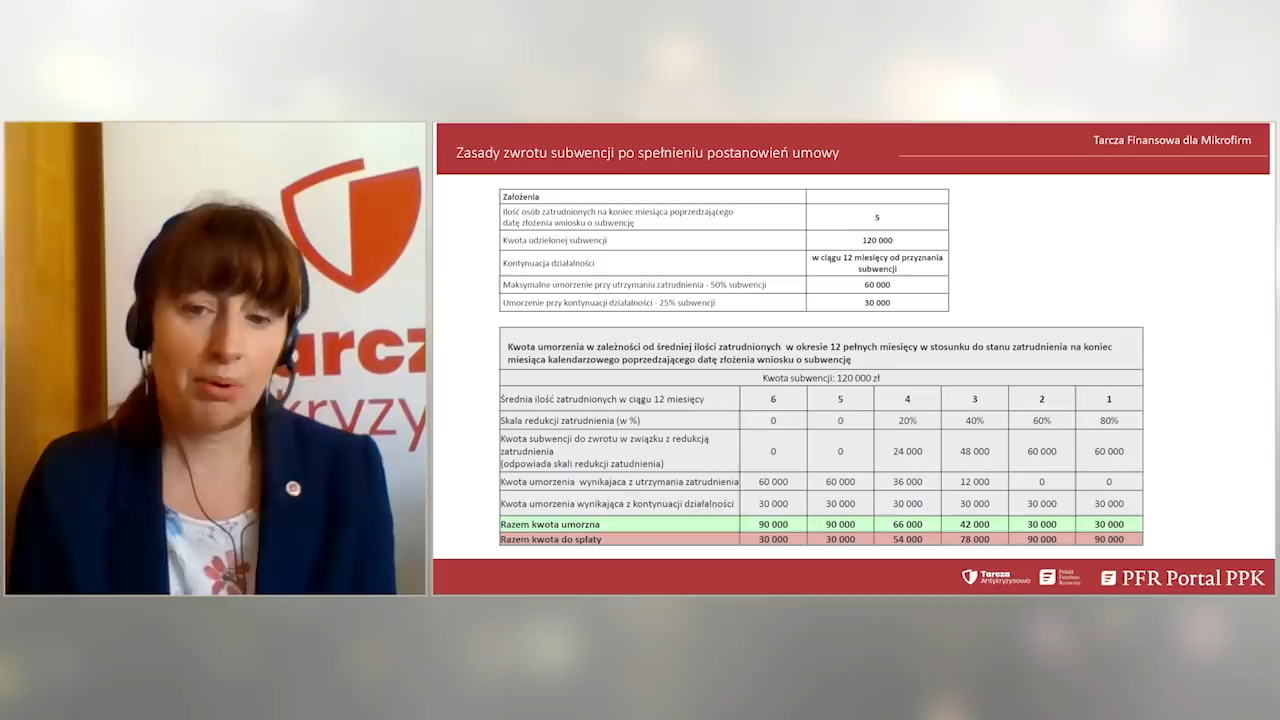 arcz
kryzy
Zasady zwrotu subwencji po spełnieniu postanowień umowy
Tarcza Finansowa dla Mikrofirm
Założenia
Ilość osób zatrudnionych na koniec miesiąca poprzedzającego
datę złożenia wniosku o subwencję
5
Kwota udzielonej subwencji
120 000
Kontynuacja działalności
w ciągu 12 miesięcy od przyznania
subwencji
Maksymalne umorzenie przy utrzymaniu zatrudnienia - 50% subwencji
60 000
Umorzenie przy kontynuacji działalności - 25% subwencji
30 000
Kwota umorzenia w zależności od średniej ilości zatrudnionych w okresie 12 pełnych miesięcy w stosunku do stanu zatrudnienia na koniec
miesiąca kalendarzowego poprzedzającego datę złożenia wniosku o subwencję
Kwota subwencji: 120 000 zł
Średnia ilość zatrudnionych w ciągu 12 miesięcy 6 5 4 3 2 1
Skala redukcji zatrudnienia (w %) 0 0 20% 40% 60% 80%
Kwota subwencji do zwrotu w związku z redukcją
zatrudnienia
(odpowiada skali redukcji zatudnienia)
0 0 24 000 48 000 60 000 60 000
Kwota umorzenia wynikajaca z utrzymania zatrudnienia 60 000 60 000 36 000 12 000 0 0
Kwota umorzenia wynikająca z kontynuacji działalności 30 000 30 000 30 000 30 000 30 000 30 000
Razem kwota umorzna 90 000 90 000 66 000 42 000 30 000 30 000
Razem kwota do spłaty 30 000 30 000 54 000 78 000 90 000 90 000
Tarcza
Antykryzysowa
Polski
Fundusz
Rozwoju
PFR Portal PPK